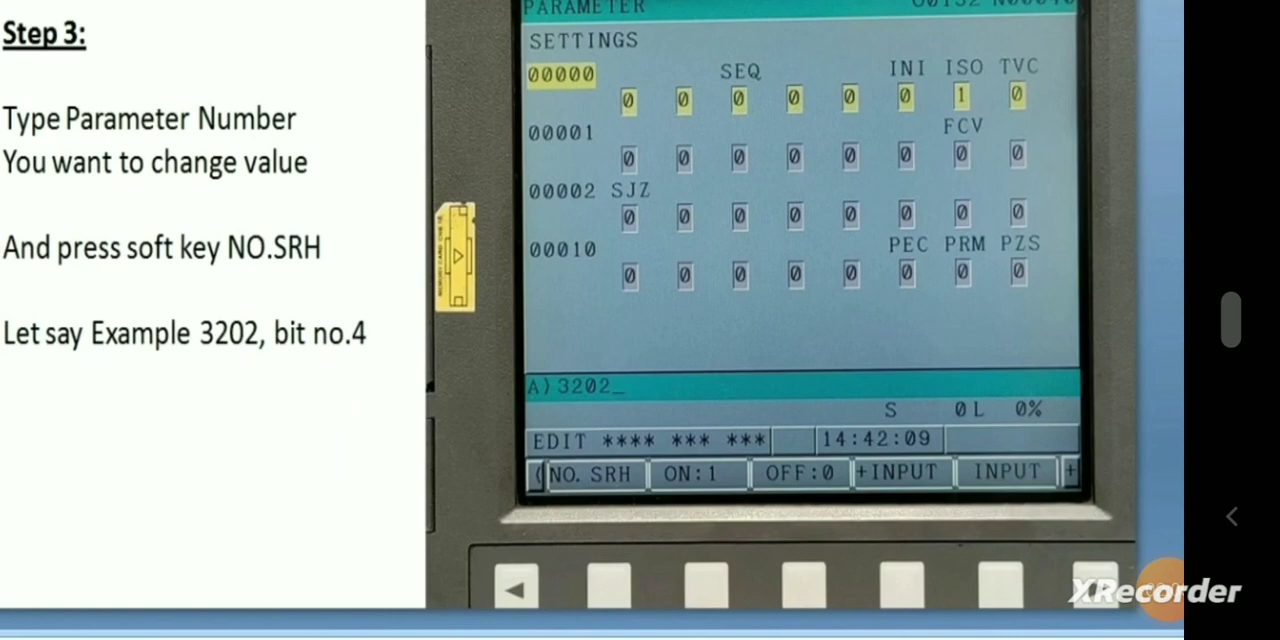 Step 3:
Type Parameter Number
You want to change value
And press soft key NO.SRH
Let say Example 3202, bit no.4
PARAMETER
SETTINGS
00000 SEQ INI ISO TVC
0 0 0 0 0 0 1 0
00001 FCV
0 0 0 0 0 0 0 0
00002 SJZ
0 0 0 0 0 0 0 0
00010 PEC PRM PZS
0 0 0 0 0 0 0 0
A)3202_
S 0 L 0%
EDIT **** *** *** 14:42:09
(NO. SRH ON:1 OFF:0 +INPUT INPUT +
XRecorder